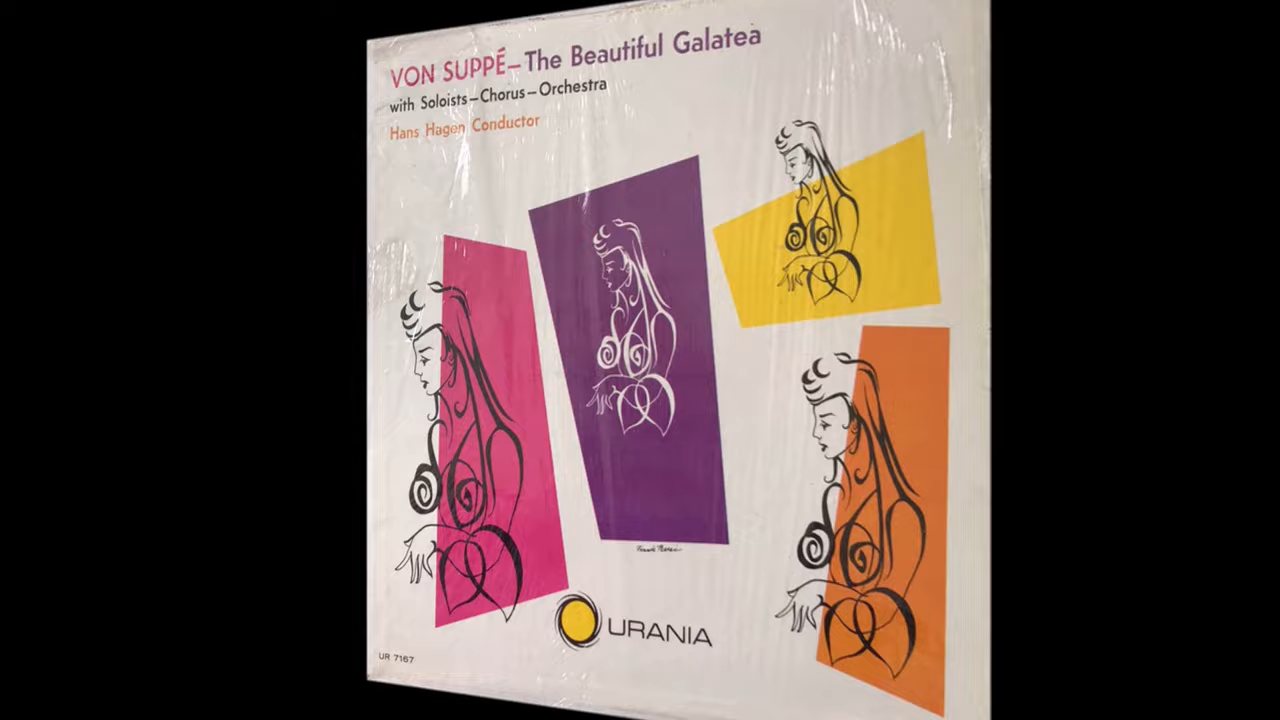 VON SUPPÉ–The Beautiful Galatea
with Soloists–Chorus–Orchestra
Hans Hagen Conductor
URANIA
UR 7167